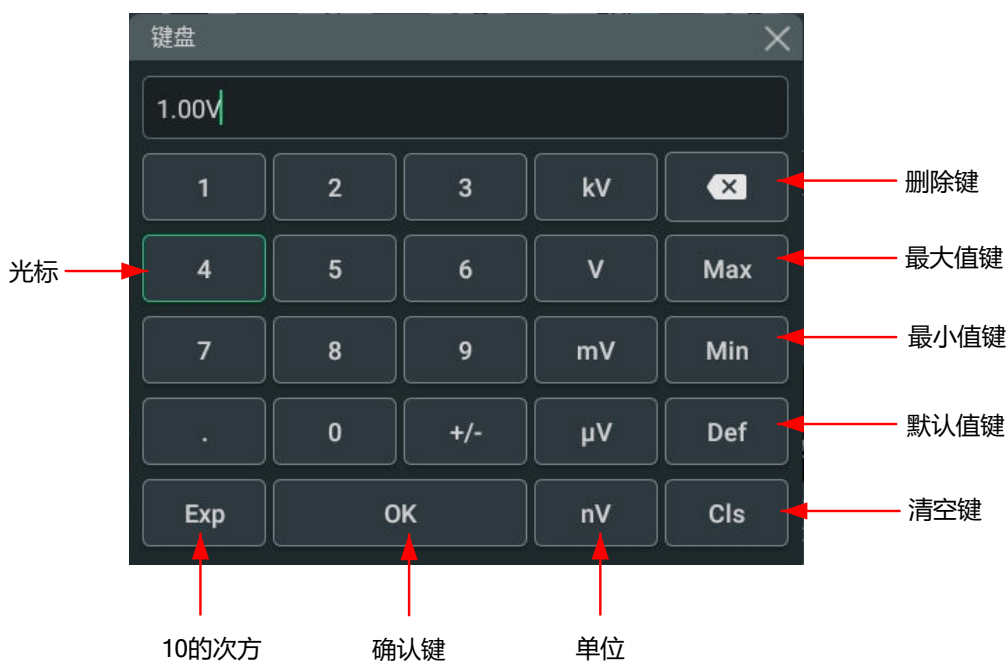 键盘
1.00V
1 2 3 kV
删除键
光标
4 5 6 V Max
最大值键
7 8 9 mV Min
最小值键
. 0 +/- µV Def
默认值键
Exp OK nV Cls
清空键
10的次方 确认键 单位